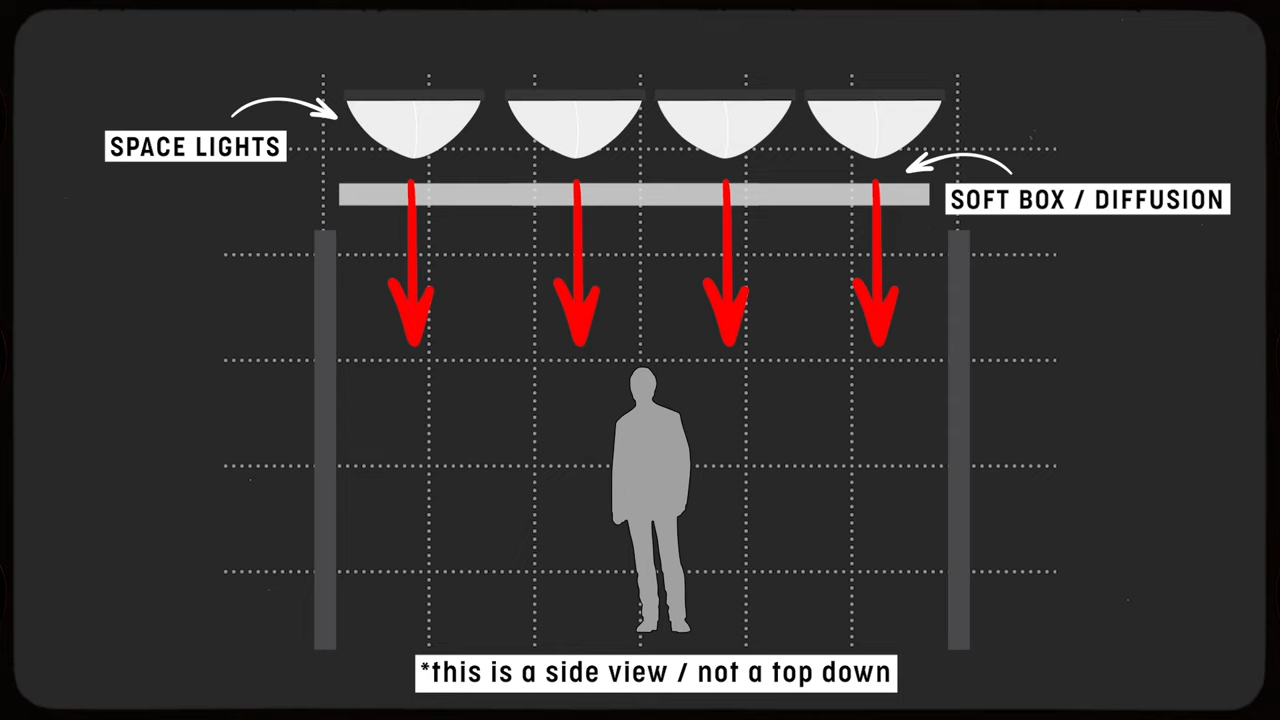 SPACE LIGHTS
SOFT BOX / DIFFUSION
*this is a side view / not a top down